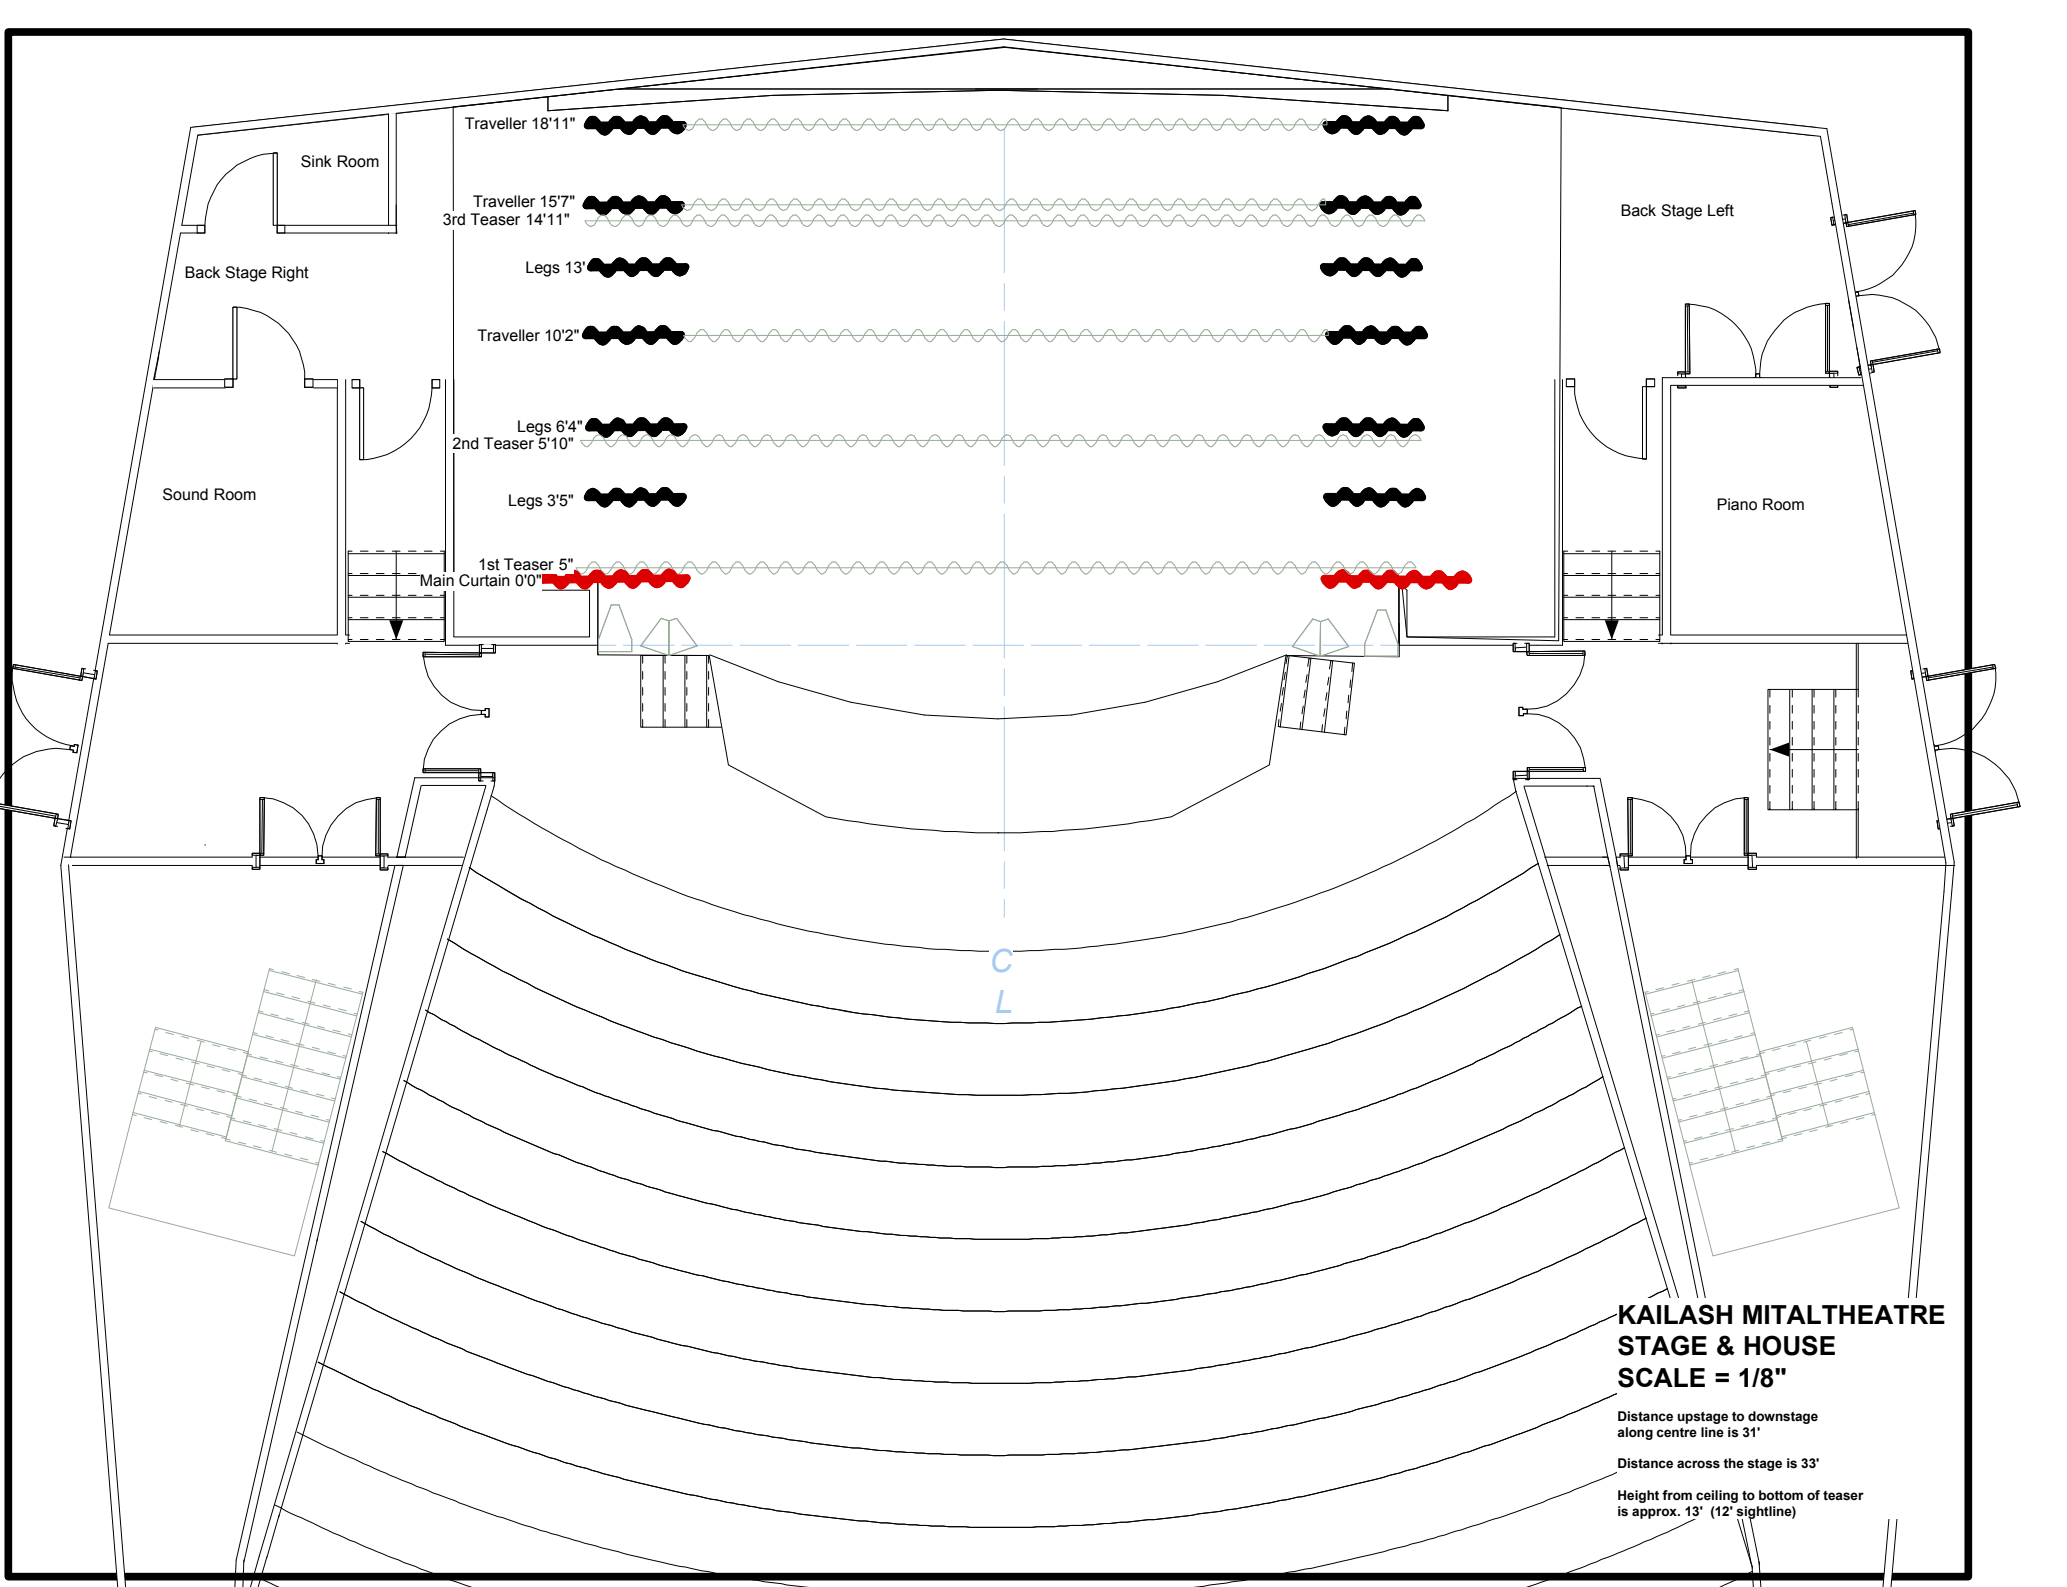 Traveller 18'11"
Sink Room
Traveller 15'7"
3rd Teaser 14'11"
Back Stage Left
Legs 13'
Back Stage Right
Traveller 10'2"
Legs 6'4"
2nd Teaser 5'10"
Sound Room
Legs 3'5"
Piano Room
1st Teaser 5"
Main Curtain 0'0"
C
L
KAILASH MITALTHEATRE
STAGE & HOUSE
SCALE = 1/8"
Distance upstage to downstage
along centre line is 31'
Distance across the stage is 33'
Height from ceiling to bottom of teaser
is approx. 13' (12' sightline)